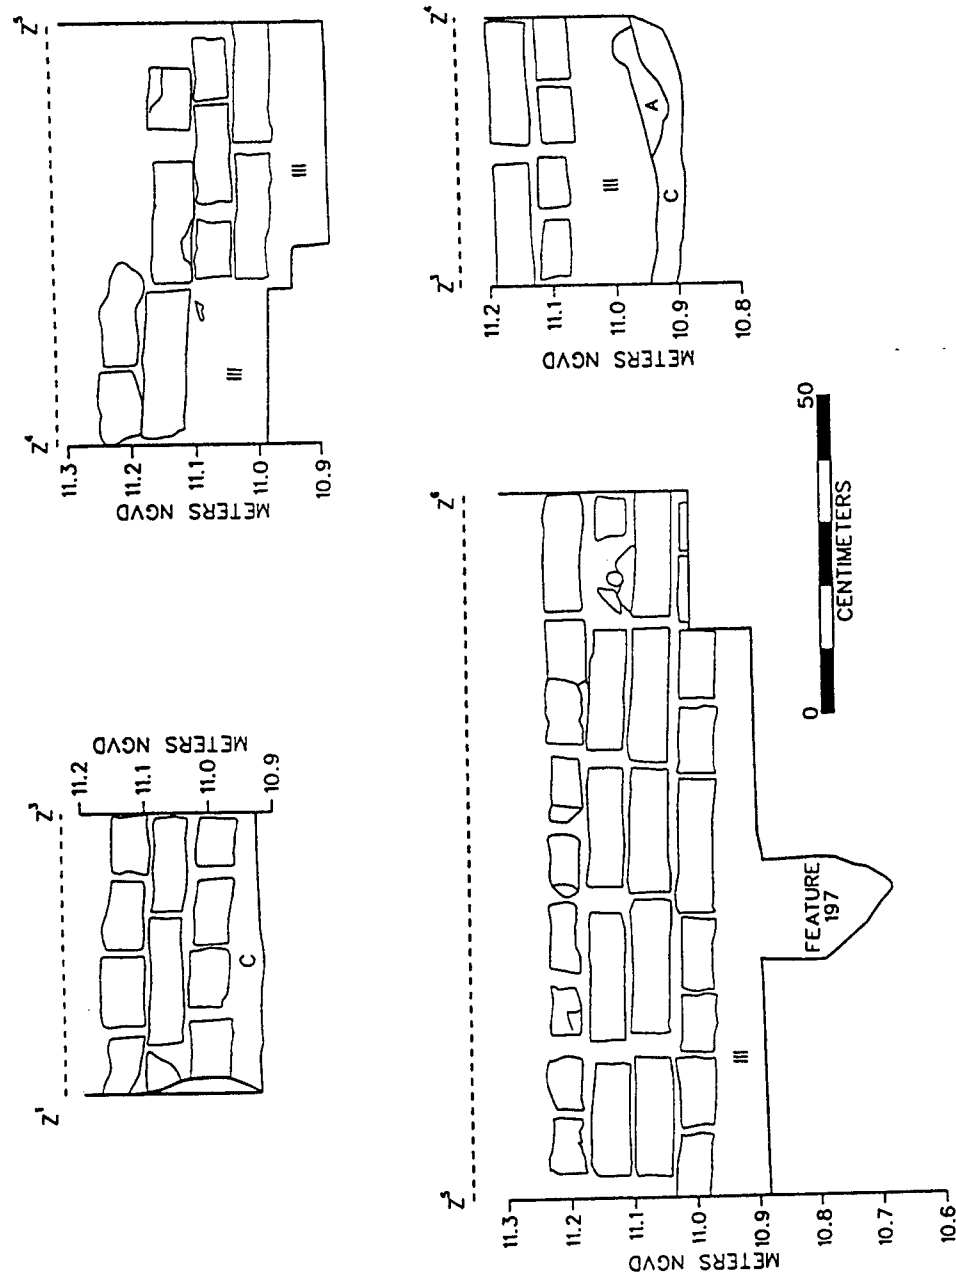 Z⁴
Z⁵
11.3
11.2
11.1
11.0
10.9
METERS NGVD
III
III
Z³
Z⁴
11.2
11.1
11.0
10.9
10.8
METERS NGVD
III
A
C
Z¹
Z³
11.2
11.1
11.0
10.9
METERS NGVD
C
Z⁵
Z⁶
11.3
11.2
11.1
11.0
10.9
10.8
10.7
10.6
METERS NGVD
III
FEATURE
197
0
50
CENTIMETERS